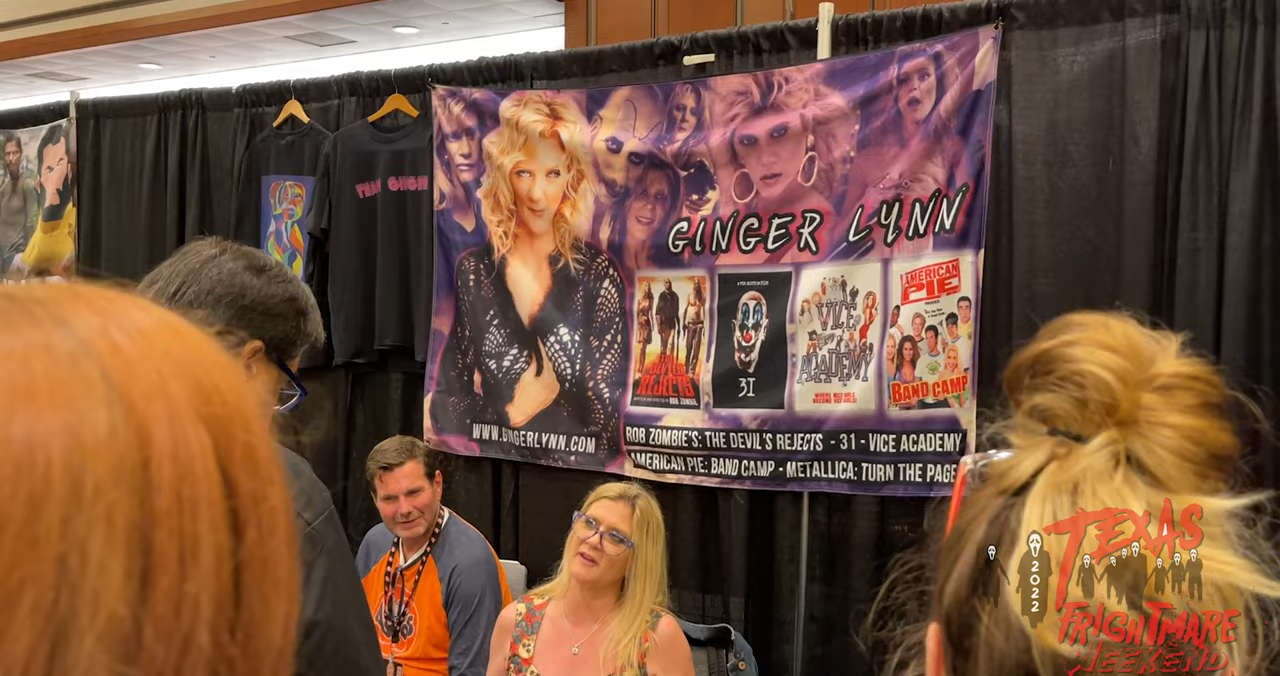 GINGER LYNN
AMERICAN
PIE
BAND CAMP
31
VICE
ACADEMY
REJECTS
WWW.GINGERLYNN.COM
ROB ZOMBIE'S: THE DEVIL'S REJECTS - 31 - VICE ACADEMY
AMERICAN PIE: BAND CAMP - METALLICA: TURN THE PAGE
TEXAS
2022
FRIGHTMARE
WEEKEND